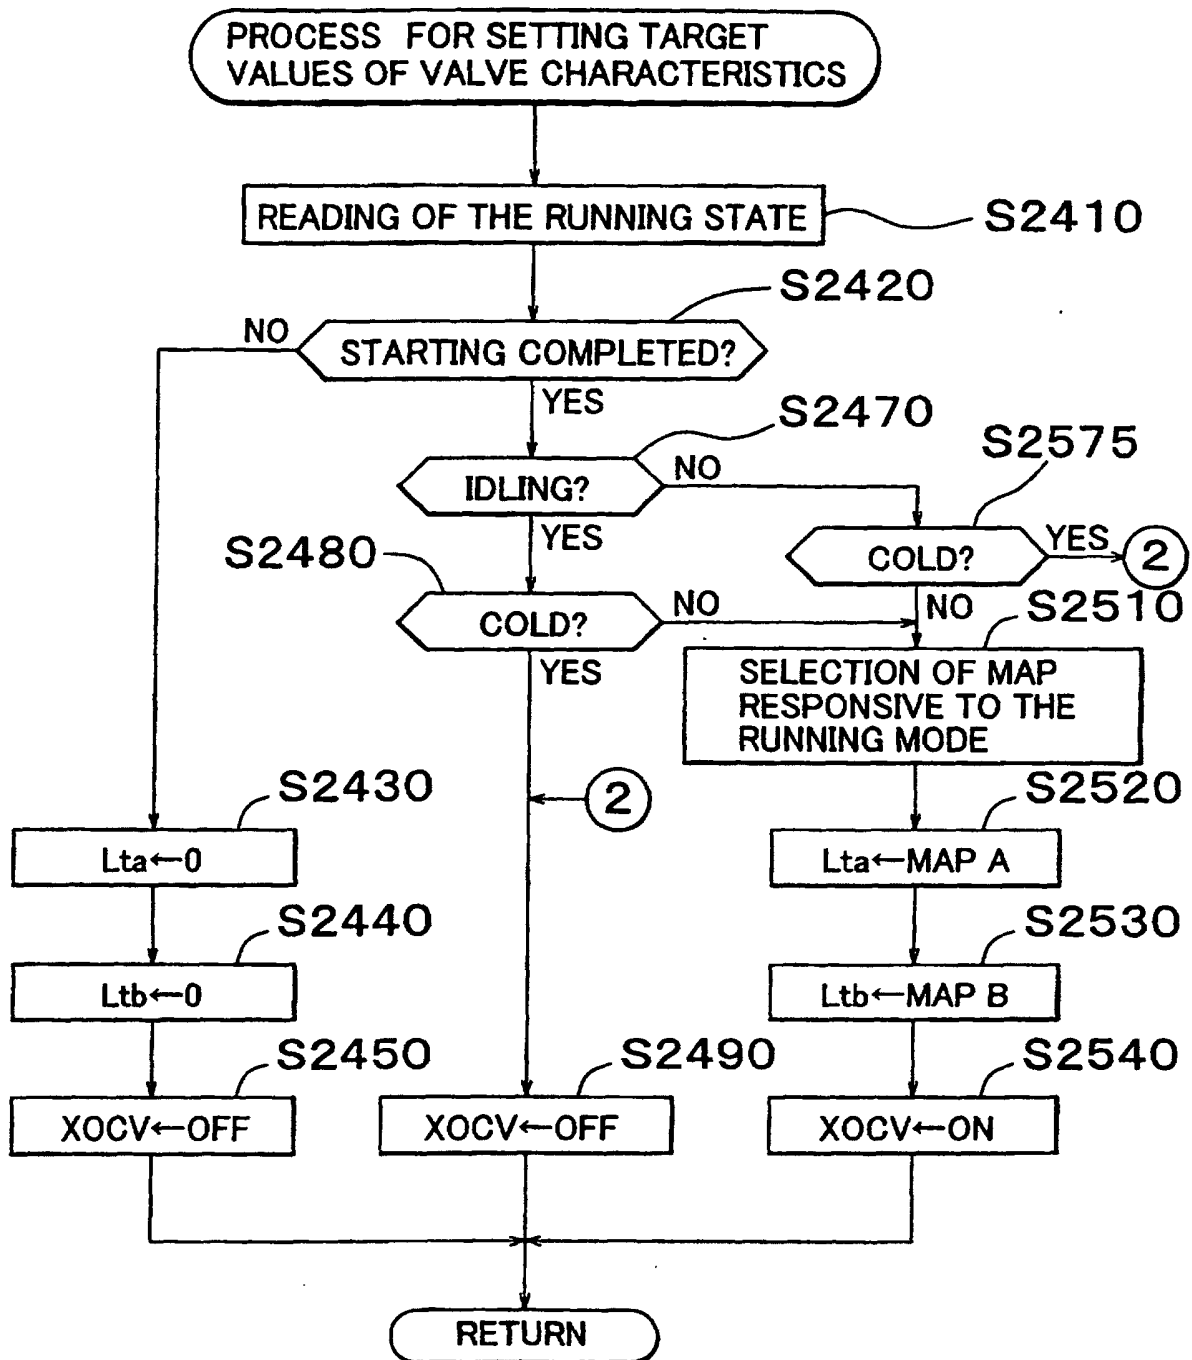 PROCESS FOR SETTING TARGET
VALUES OF VALVE CHARACTERISTICS
READING OF THE RUNNING STATE
S2410
S2420
NO
STARTING COMPLETED?
YES
S2470
S2575
IDLING?
NO
YES
S2480
COLD?
YES
2
COLD?
NO
NO
S2510
YES
SELECTION OF MAP
RESPONSIVE TO THE
RUNNING MODE
2
S2430
S2520
Lta←0
Lta←MAP A
S2440
S2530
Ltb←0
Ltb←MAP B
S2450
S2490
S2540
XOCV←OFF
XOCV←OFF
XOCV←ON
RETURN